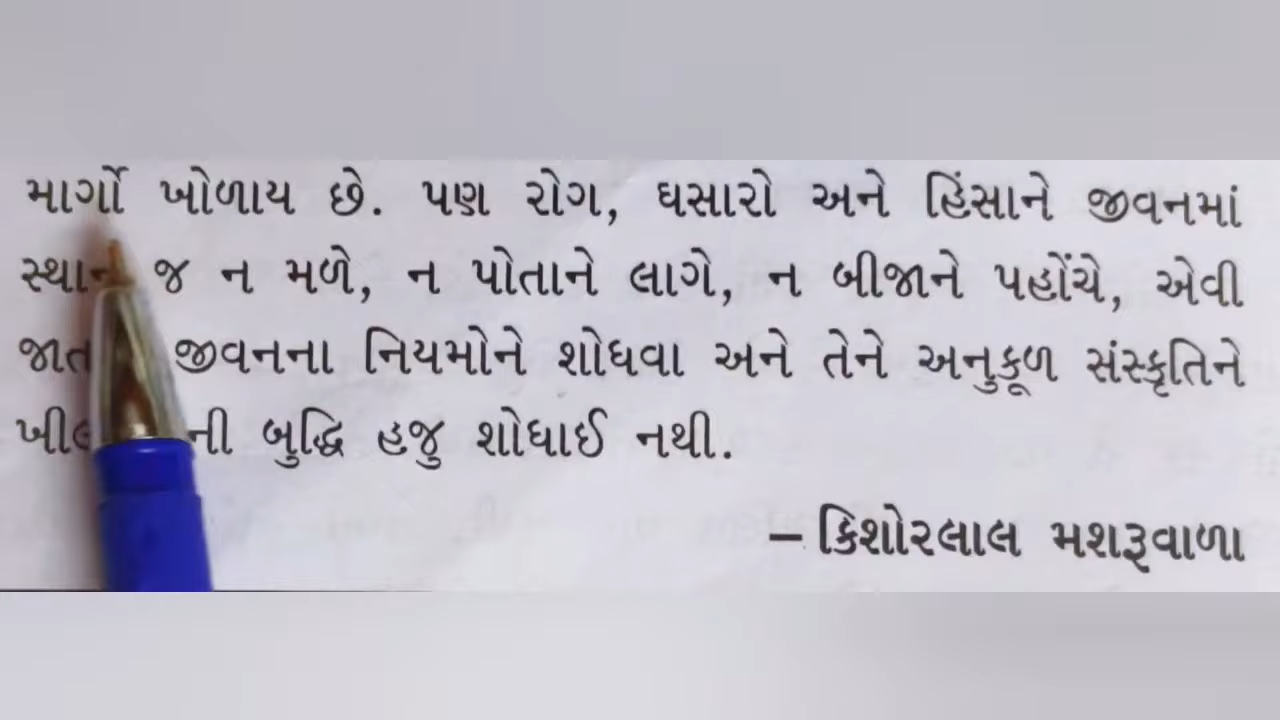 માર્ગો ખોળાય છે. પણ રોગ, ઘસારો અને હિંસાને જીવનમાં
સ્થાન જ ન મળે, ન પોતાને લાગે, ન બીજાને પહોંચે, એવી
જીવનના નિયમોને શોધવા અને તેને અનુકૂળ સંસ્કૃતિને
બુદ્ધિ હજુ શોધાઈ નથી.
– કિશોરલાલ મશરૂવાળા